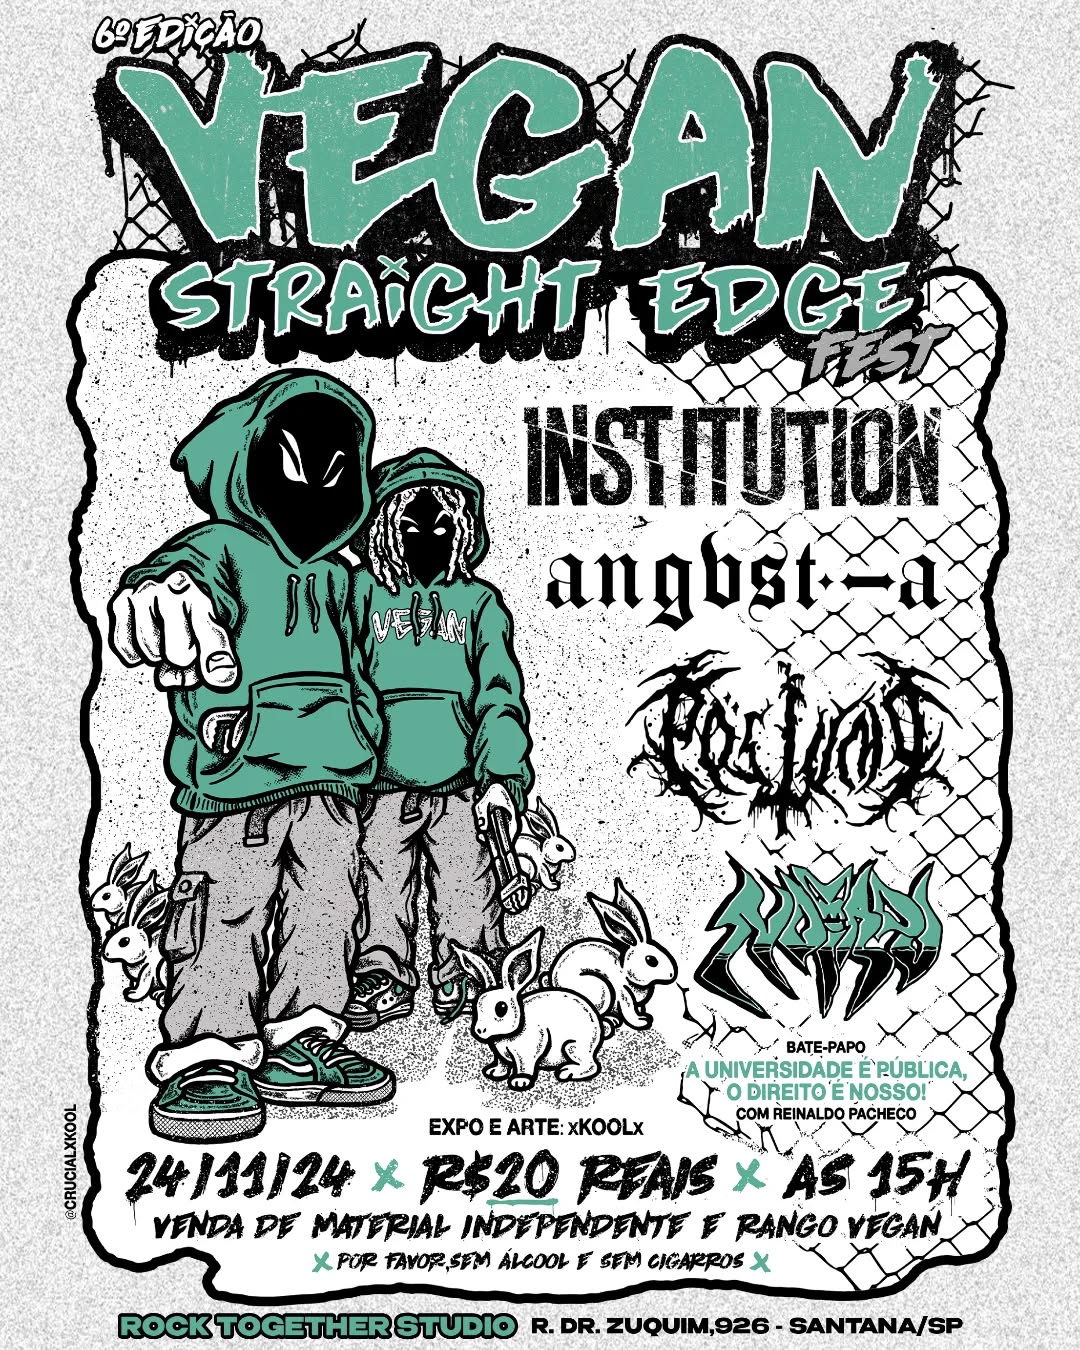 6º EDIÇÃO
VEGAN
STRAIGHT EDGE
FEST
INSTITUTION
angvst·—a
VEGAN
Póstumo
BATE-PAPO
A UNIVERSIDADE É PÚBLICA,
O DIREITO É NOSSO!
COM REINALDO PACHECO
EXPO E ARTE: xKOOLx
@CRUCIALXKOOL
24/11/24 x R$20 REAIS x AS 15H
VENDA DE MATERIAL INDEPENDENTE E RANGO VEGAN
x POR FAVOR,SEM ÁLCOOL E SEM CIGARROS x
ROCK TOGETHER STUDIO R. DR. ZUQUIM,926 - SANTANA/SP